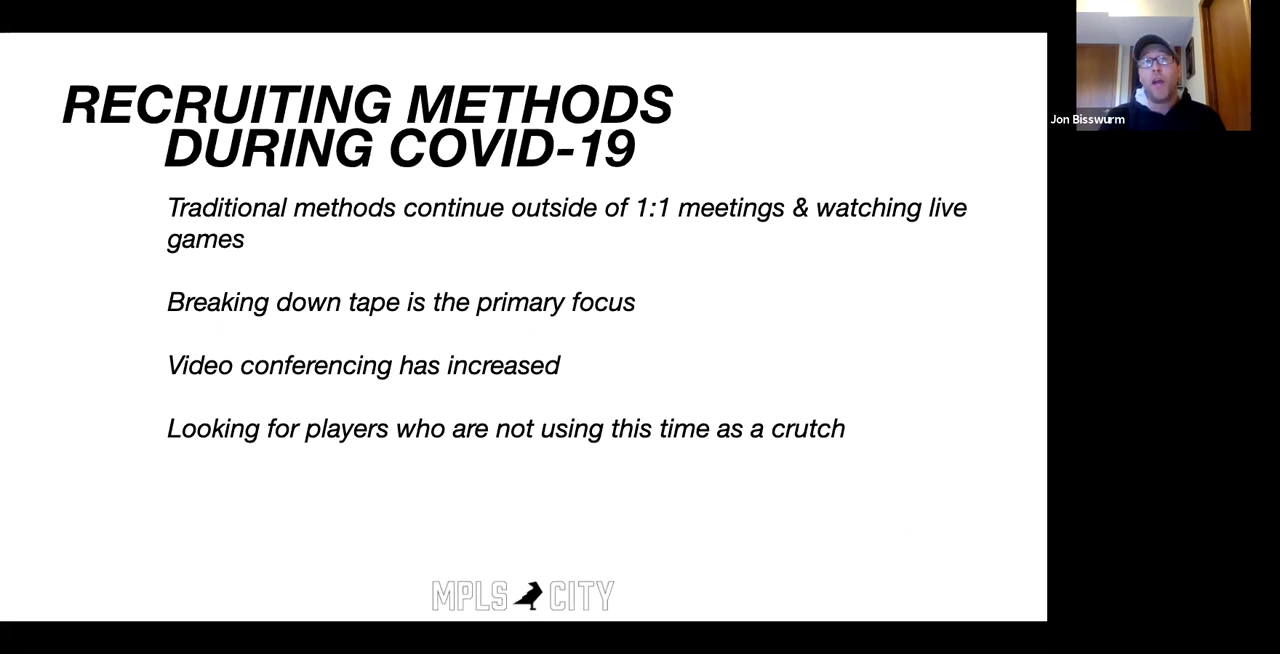 RECRUITING METHODS
DURING COVID-19
Traditional methods continue outside of 1:1 meetings & watching live
games
Breaking down tape is the primary focus
Video conferencing has increased
Looking for players who are not using this time as a crutch
MPLS CITY
Jon Bisswurm